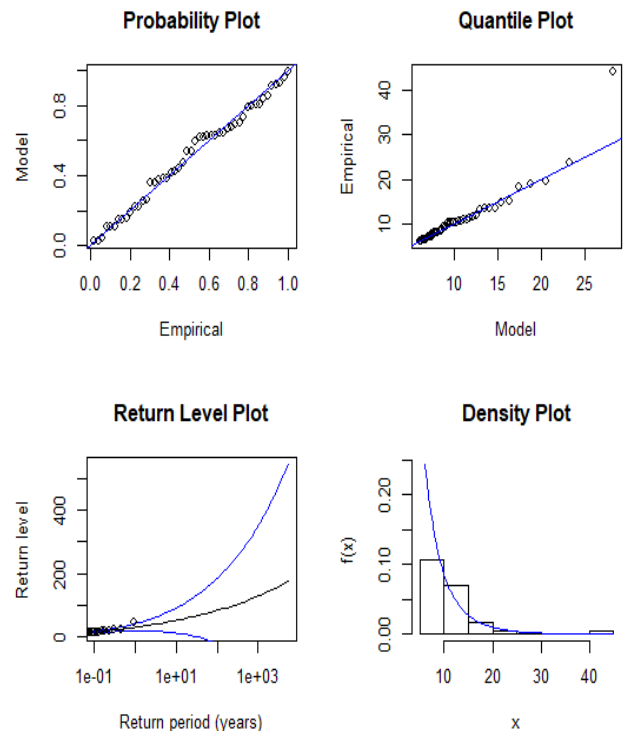 Probability Plot
Model
0.0 0.4 0.8
0.0 0.2 0.4 0.6 0.8 1.0
Empirical
Quantile Plot
Empirical
10 20 30 40
10 15 20 25
Model
Return Level Plot
Return level
0 200 400
1e-01 1e+01 1e+03
Return period (years)
Density Plot
f(x)
0.00 0.10 0.20
10 20 30 40
x